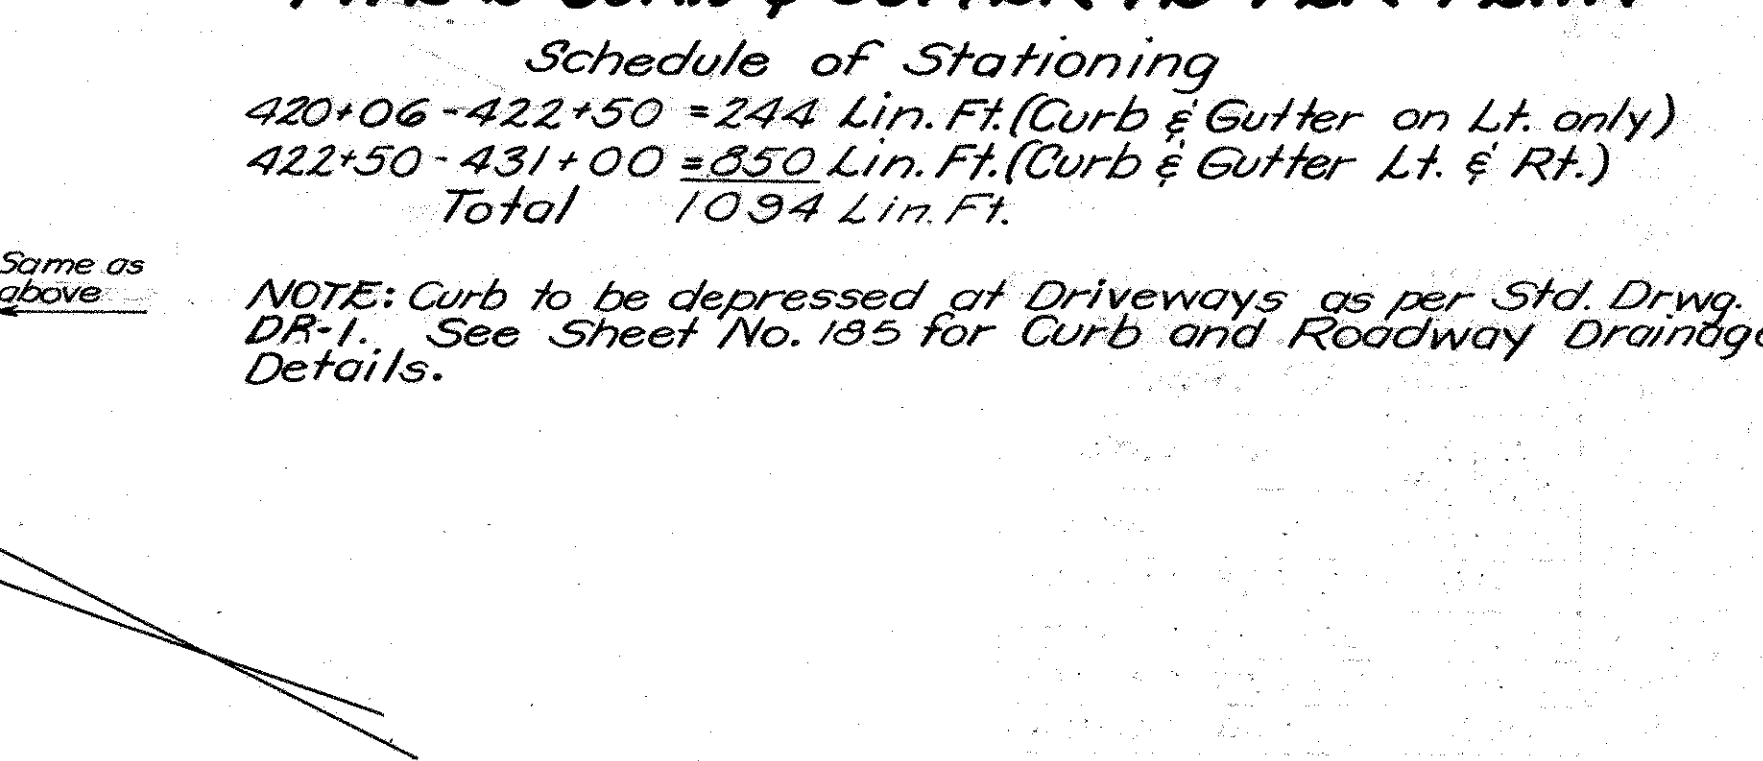 Schedule of Stationing
420+06 - 422+50 = 244 Lin. Ft. (Curb & Gutter on Lt. only)
422+50 - 431+00 = 850 Lin. Ft. (Curb & Gutter Lt. & Rt.)
Total 1094 Lin. Ft.
Same as
above
NOTE: Curb to be depressed at Driveways as per Std. Drwg.
DR-1. See Sheet No. 185 for Curb and Roadway Drainage
Details.